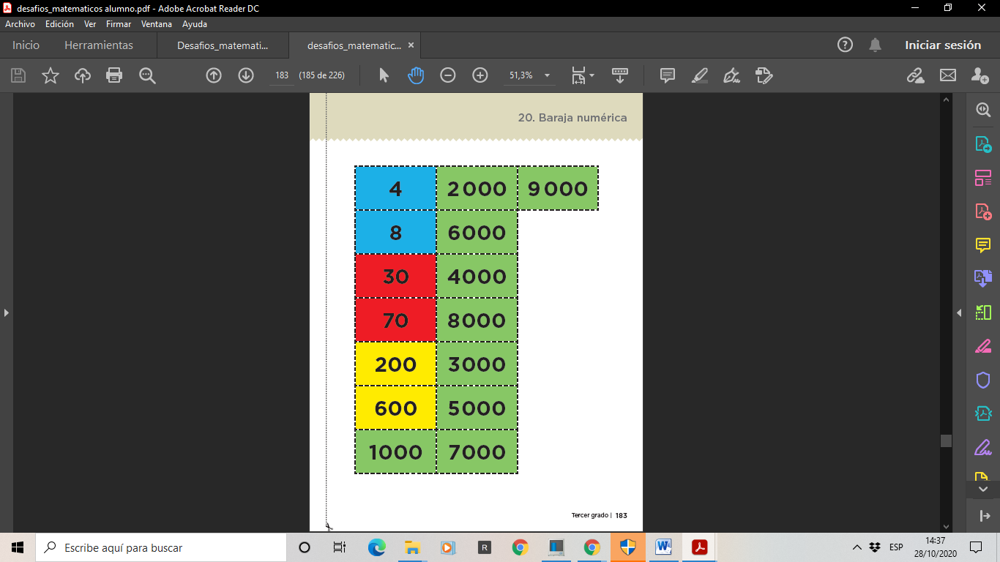 desafios_matematicos alumno.pdf - Adobe Acrobat Reader DC
Archivo Edición Ver Firmar Ventana Ayuda
Inicio Herramientas Desafios_matemati... desafios_matematic... × Iniciar sesión
183 (185 de 226) 51,3%
20. Baraja numérica
4 2000 9000
8 6000
30 4000
70 8000
200 3000
600 5000
1000 7000
Tercer grado | 183
Escribe aquí para buscar
R
W
ESP
14:37
28/10/2020